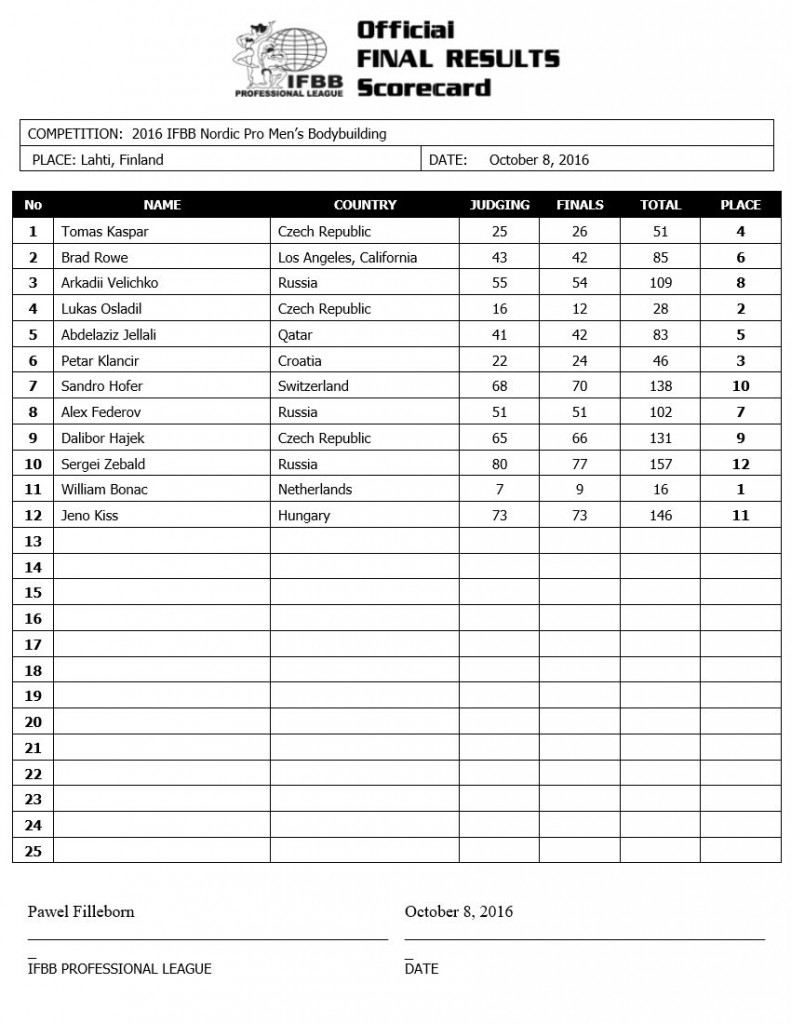 Official
FINAL RESULTS
Scorecard
IFBB
PROFESSIONAL LEAGUE
COMPETITION: 2016 IFBB Nordic Pro Men’s Bodybuilding
PLACE: Lahti, Finland DATE: October 8, 2016
No NAME COUNTRY JUDGING FINALS TOTAL PLACE
1 Tomas Kaspar Czech Republic 25 26 51 4
2 Brad Rowe Los Angeles, California 43 42 85 6
3 Arkadii Velichko Russia 55 54 109 8
4 Lukas Osladil Czech Republic 16 12 28 2
5 Abdelaziz Jellali Qatar 41 42 83 5
6 Petar Klancir Croatia 22 24 46 3
7 Sandro Hofer Switzerland 68 70 138 10
8 Alex Federov Russia 51 51 102 7
9 Dalibor Hajek Czech Republic 65 66 131 9
10 Sergei Zebald Russia 80 77 157 12
11 William Bonac Netherlands 7 9 16 1
12 Jeno Kiss Hungary 73 73 146 11
13
14
15
16
17
18
19
20
21
22
23
24
25
Pawel Filleborn October 8, 2016
IFBB PROFESSIONAL LEAGUE DATE